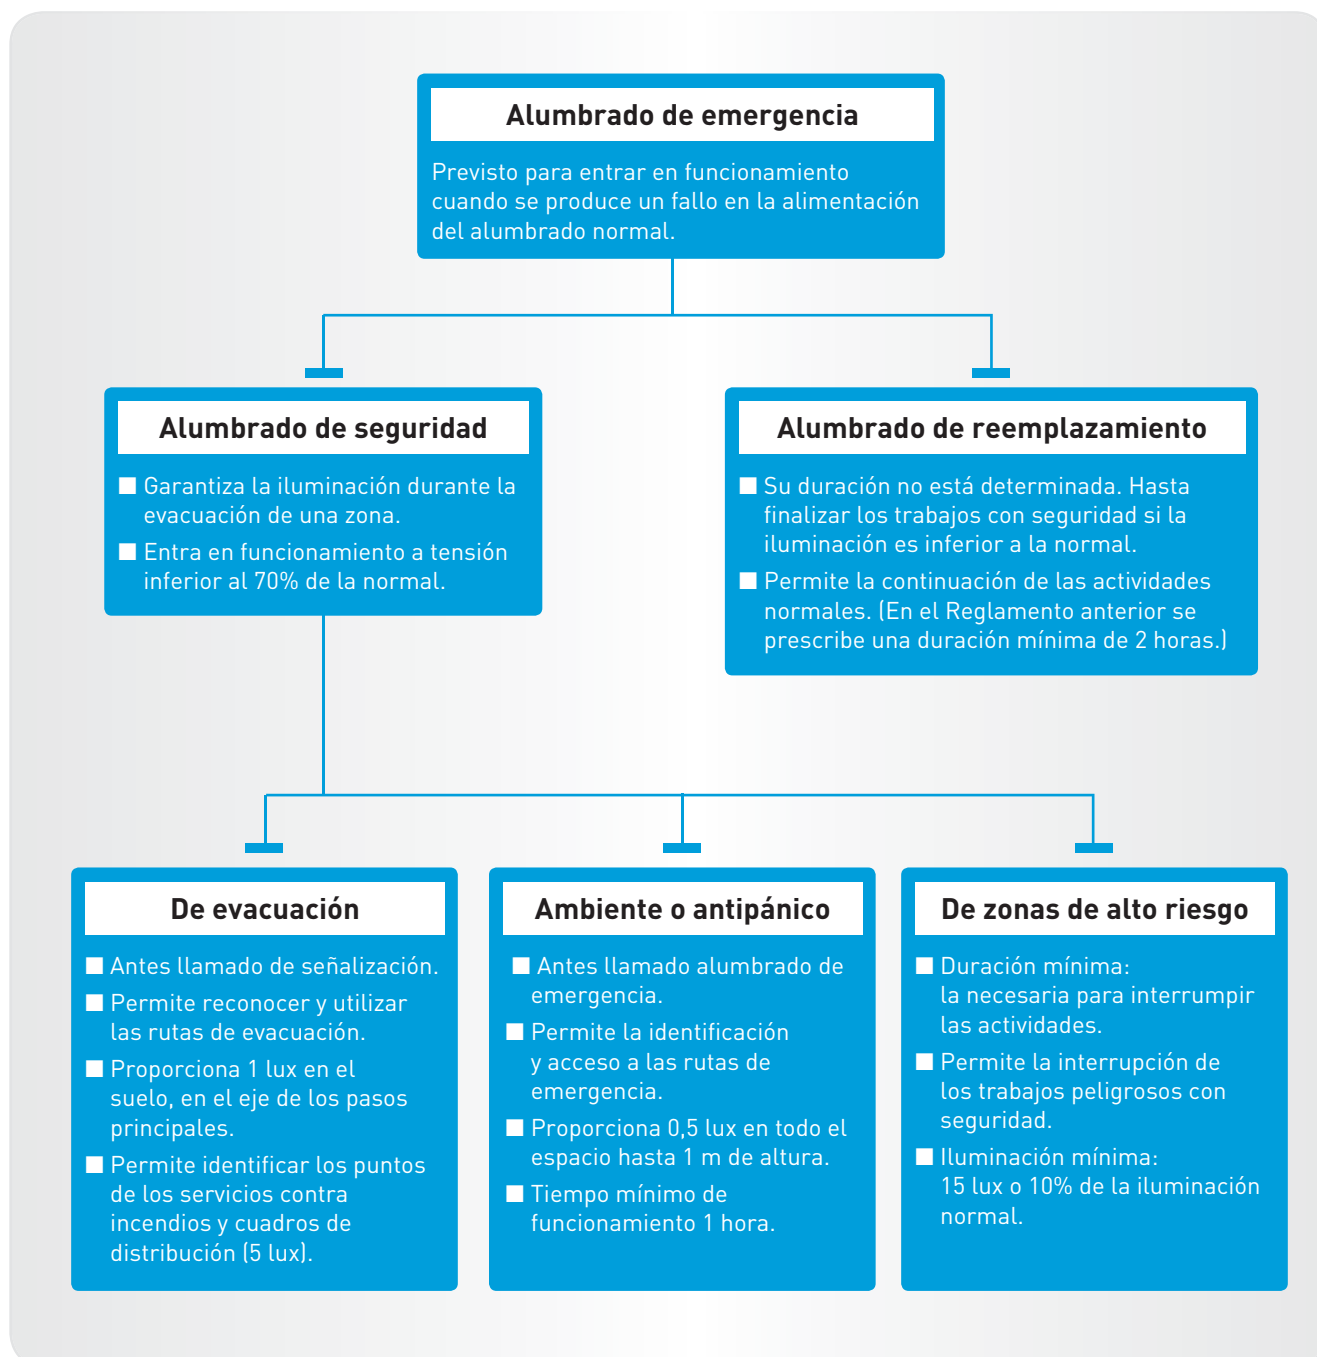 Alumbrado de emergencia
Previsto para entrar en funcionamiento
cuando se produce un fallo en la alimentación
del alumbrado normal.
Alumbrado de seguridad
■ Garantiza la iluminación durante la
evacuación de una zona.
■ Entra en funcionamiento a tensión
inferior al 70% de la normal.
Alumbrado de reemplazamiento
■ Su duración no está determinada. Hasta
finalizar los trabajos con seguridad si la
iluminación es inferior a la normal.
■ Permite la continuación de las actividades
normales. (En el Reglamento anterior se
prescribe una duración mínima de 2 horas.)
De evacuación
■ Antes llamado de señalización.
■ Permite reconocer y utilizar
las rutas de evacuación.
■ Proporciona 1 lux en el
suelo, en el eje de los pasos
principales.
■ Permite identificar los puntos
de los servicios contra
incendios y cuadros de
distribución (5 lux).
Ambiente o antipánico
■ Antes llamado alumbrado de
emergencia.
■ Permite la identificación
y acceso a las rutas de
emergencia.
■ Proporciona 0,5 lux en todo el
espacio hasta 1 m de altura.
■ Tiempo mínimo de
funcionamiento 1 hora.
De zonas de alto riesgo
■ Duración mínima:
la necesaria para interrumpir
las actividades.
■ Permite la interrupción de
los trabajos peligrosos con
seguridad.
■ Iluminación mínima:
15 lux o 10% de la iluminación
normal.